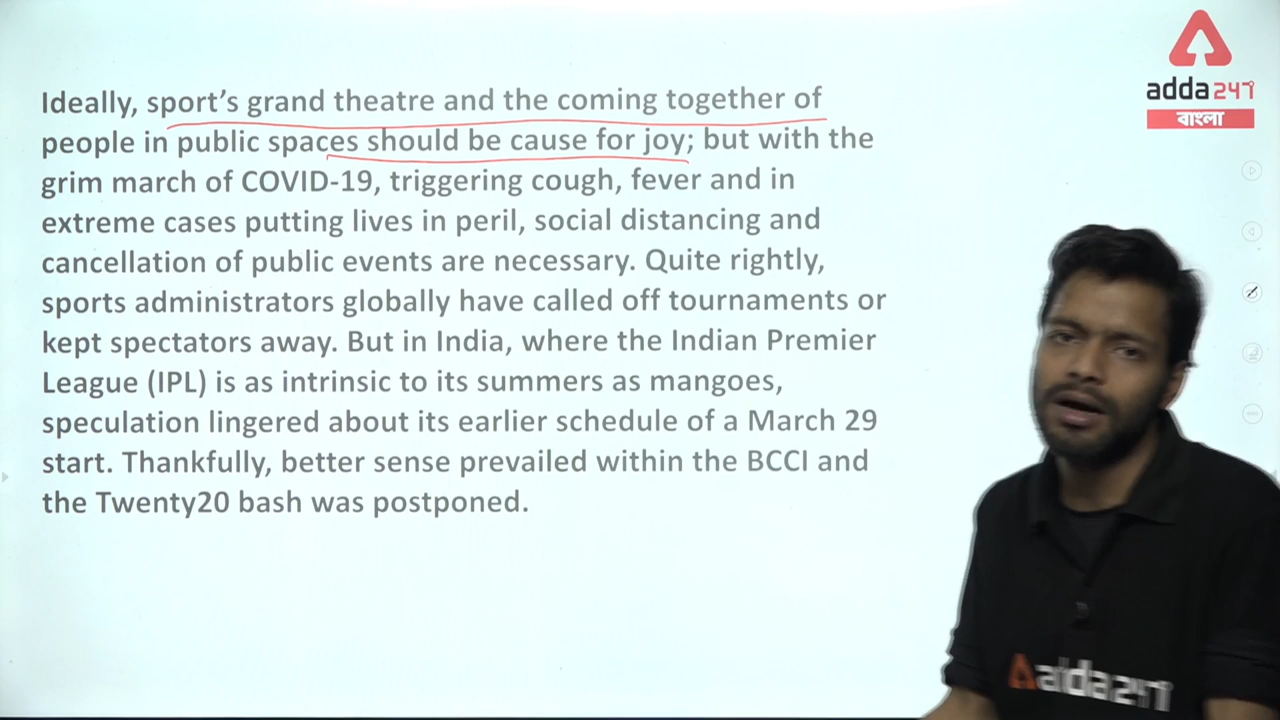 Ideally, sport's grand theatre and the coming together of
people in public spaces should be cause for joy; but with the
grim march of COVID-19, triggering cough, fever and in
extreme cases putting lives in peril, social distancing and
cancellation of public events are necessary. Quite rightly,
sports administrators globally have called off tournaments or
kept spectators away. But in India, where the Indian Premier
League (IPL) is as intrinsic to its summers as mangoes,
speculation lingered about its earlier schedule of a March 29
start. Thankfully, better sense prevailed within the BCCI and
the Twenty20 bash was postponed.
adda247
বাংলা
adda247